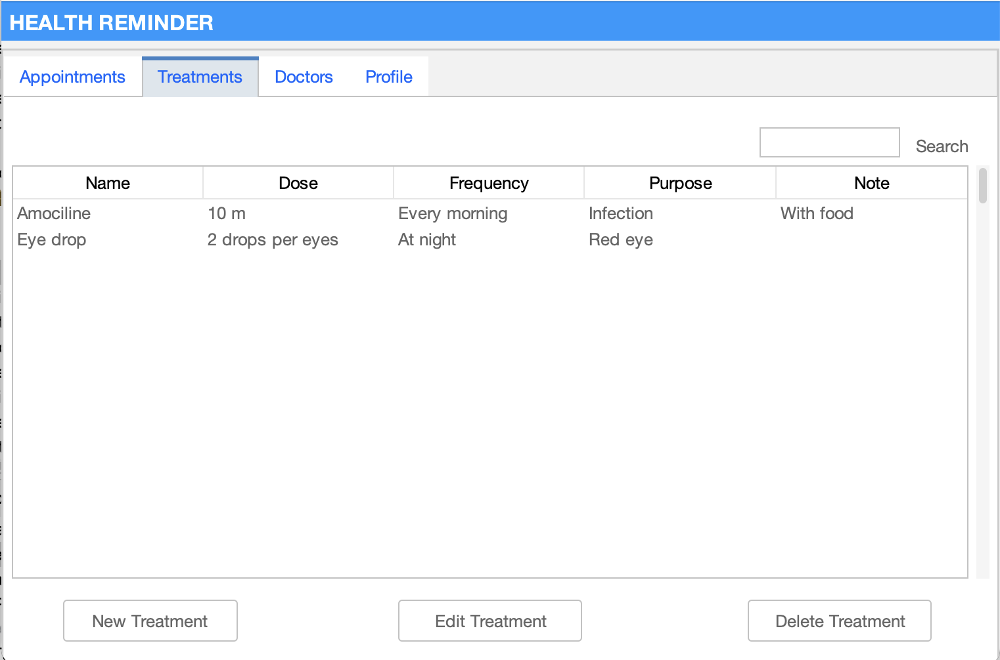 HEALTH REMINDER
Appointments Treatments Doctors Profile
Search
Name Dose Frequency Purpose Note
Amociline 10 m Every morning Infection With food
Eye drop 2 drops per eyes At night Red eye
New Treatment Edit Treatment Delete Treatment